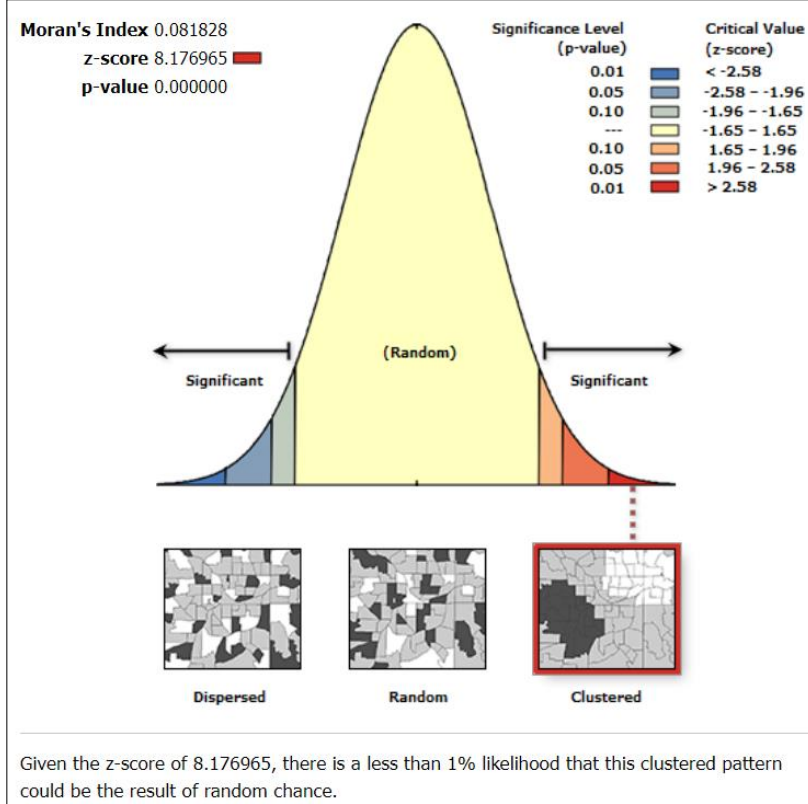 Moran's Index 0.081828
z-score 8.176965
p-value 0.000000
Significance Level
(p-value)
Critical Value
(z-score)
0.01 < -2.58
0.05 -2.58 – -1.96
0.10 -1.96 – -1.65
--- -1.65 – 1.65
0.10 1.65 – 1.96
0.05 1.96 – 2.58
0.01 > 2.58
(Random)
Significant
Significant
Dispersed
Random
Clustered
Given the z-score of 8.176965, there is a less than 1% likelihood that this clustered pattern
could be the result of random chance.